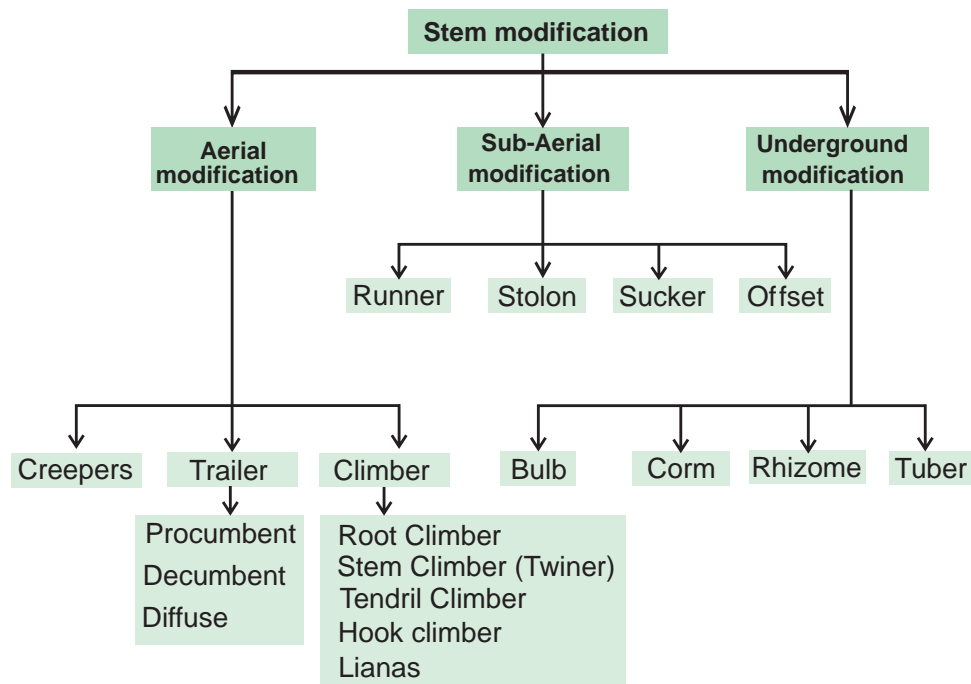 Stem modification
Aerial
modification
Sub-Aerial
modification
Underground
modification
Runner
Stolon
Sucker
Offset
Creepers
Trailer
Climber
Bulb
Corm
Rhizome
Tuber
Procumbent
Decumbent
Diffuse
Root Climber
Stem Climber (Twiner)
Tendril Climber
Hook climber
Lianas